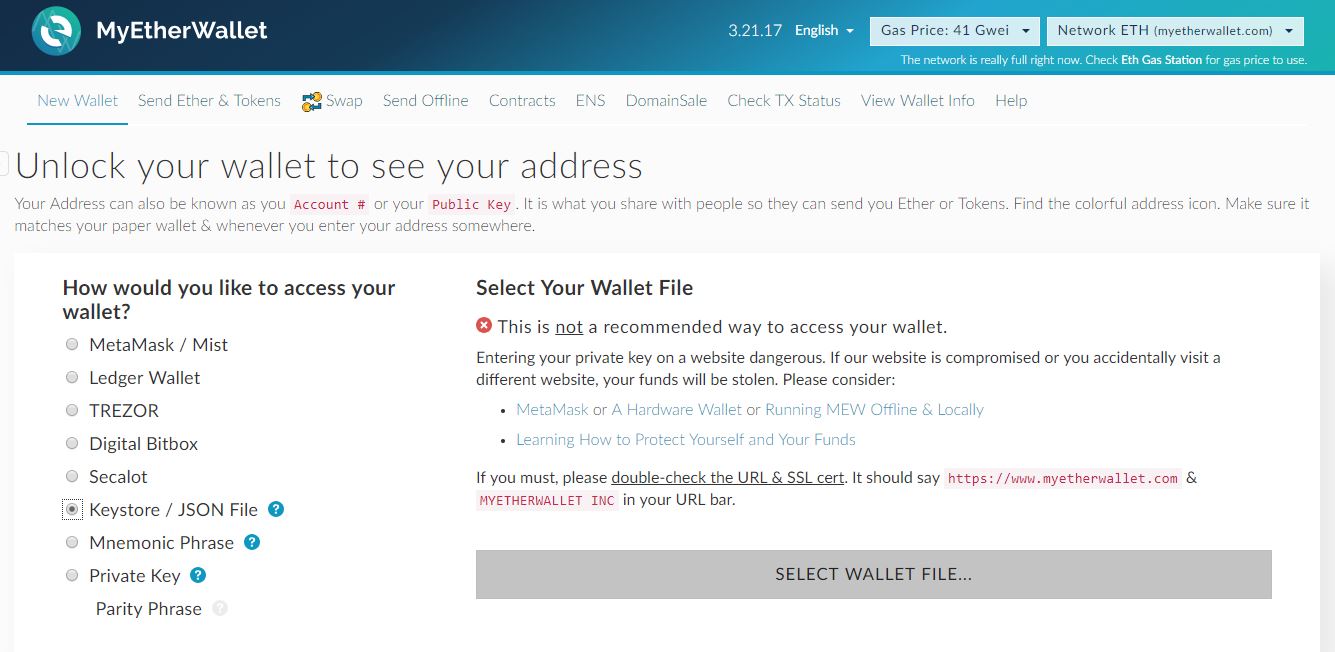 MyEtherWallet
3.21.17 English
Gas Price: 41 Gwei
Network ETH (myetherwallet.com)
The network is really full right now. Check Eth Gas Station for gas price to use.
New Wallet Send Ether & Tokens Swap Send Offline Contracts ENS DomainSale Check TX Status View Wallet Info Help
Unlock your wallet to see your address
Your Address can also be known as you Account # or your Public Key. It is what you share with people so they can send you Ether or Tokens. Find the colorful address icon. Make sure it
matches your paper wallet & whenever you enter your address somewhere.
How would you like to access your
wallet?
MetaMask / Mist
Ledger Wallet
TREZOR
Digital Bitbox
Secalot
Keystore / JSON File ?
Mnemonic Phrase ?
Private Key ?
Parity Phrase ?
Select Your Wallet File
This is not a recommended way to access your wallet.
Entering your private key on a website dangerous. If our website is compromised or you accidentally visit a
different website, your funds will be stolen. Please consider:
• MetaMask or A Hardware Wallet or Running MEW Offline & Locally
• Learning How to Protect Yourself and Your Funds
If you must, please double-check the URL & SSL cert. It should say https://www.myetherwallet.com &
MYETHERWALLET INC in your URL bar.
SELECT WALLET FILE...